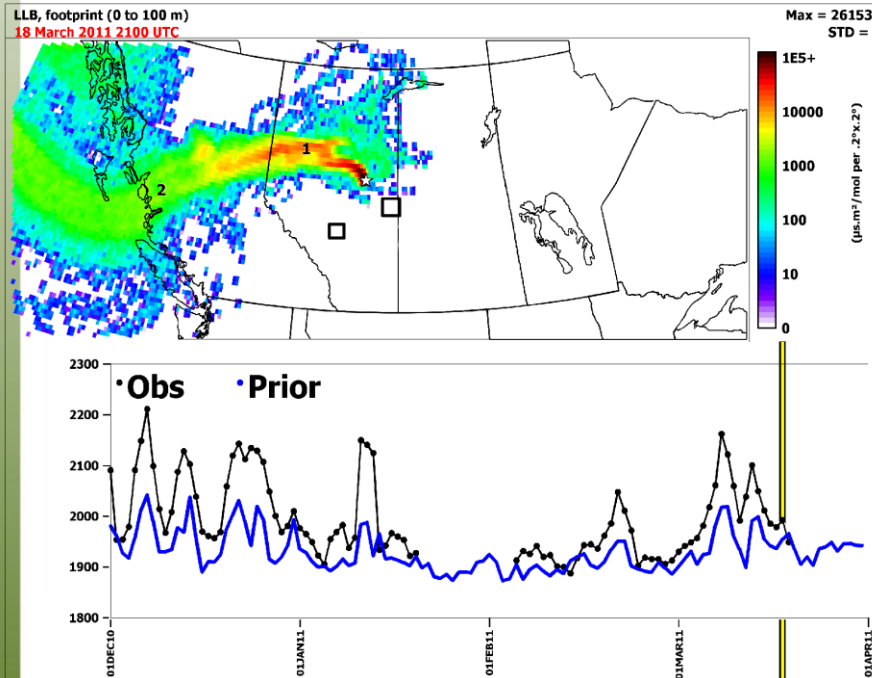 LLB, footprint (0 to 100 m)
Max = 26153
18 March 2011 2100 UTC
STD =
1
2
1E5+
10000
1000
100
10
0
(µs.m²/mol per .2°x.2°)
2300
2200
2100
2000
1900
1800
Obs
Prior
01DEC10
01JAN11
01FEB11
01MAR11
01APR11